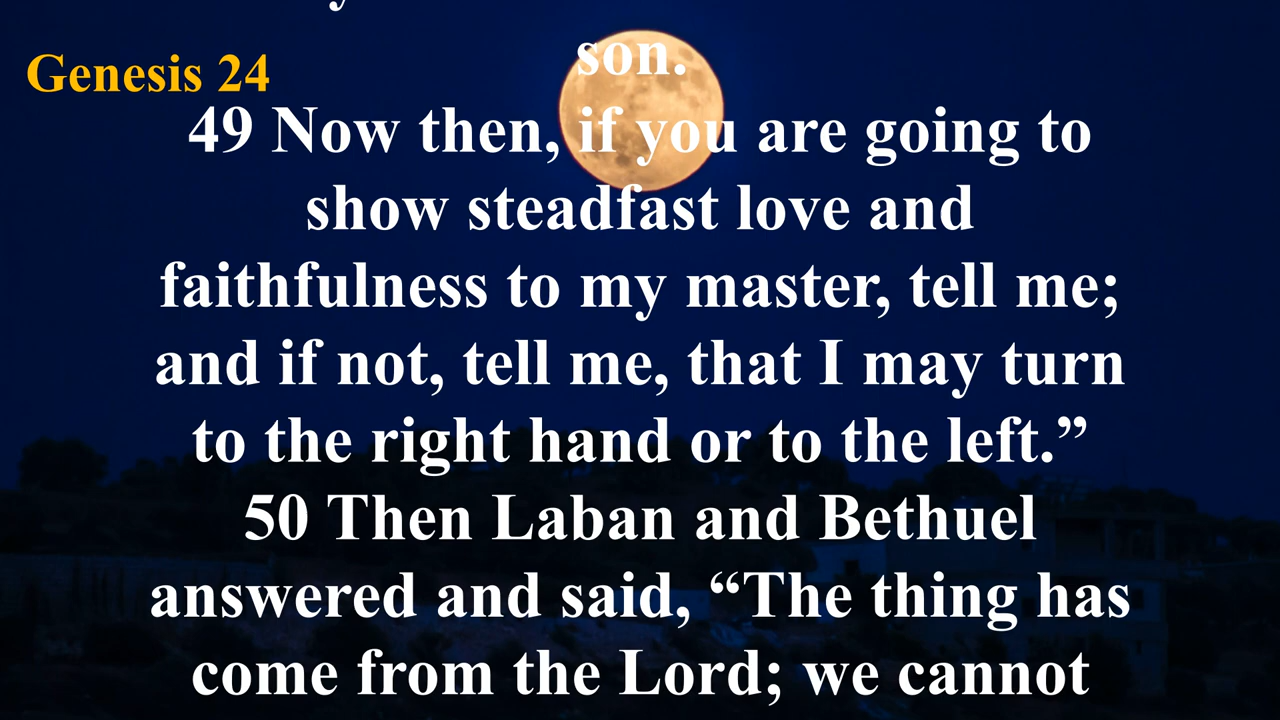 son.
Genesis 24
49 Now then, if you are going to
show steadfast love and
faithfulness to my master, tell me;
and if not, tell me, that I may turn
to the right hand or to the left.”
50 Then Laban and Bethuel
answered and said, “The thing has
come from the Lord; we cannot